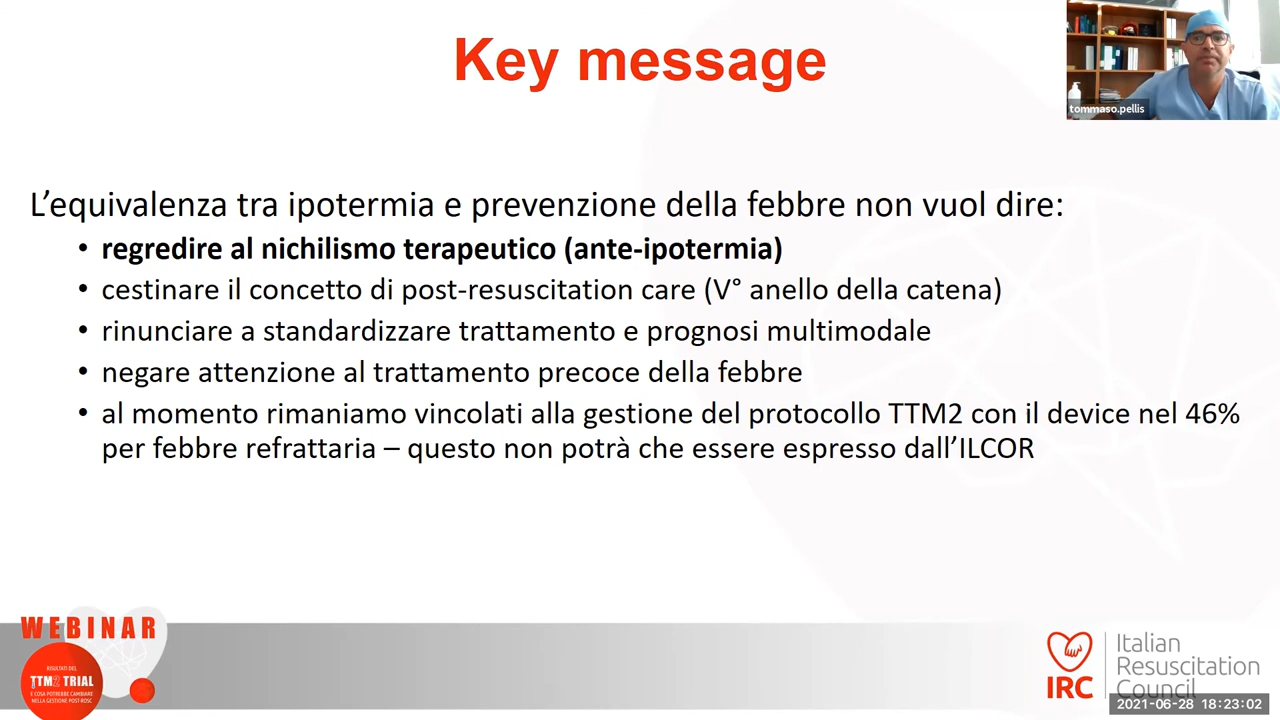 Key message
tommaso.pellis
L’equivalenza tra ipotermia e prevenzione della febbre non vuol dire:
• regredire al nichilismo terapeutico (ante-ipotermia)
• cestinare il concetto di post-resuscitation care (V° anello della catena)
• rinunciare a standardizzare trattamento e prognosi multimodale
• negare attenzione al trattamento precoce della febbre
• al momento rimaniamo vincolati alla gestione del protocollo TTM2 con il device nel 46%
per febbre refrattaria – questo non potrà che essere espresso dall’ILCOR
WEBINAR
RISULTATI DEL
TTM2 TRIAL
E COSA POTREBBE CAMBIARE
NELLA GESTIONE POST-ROSC
IRC
Italian
Resuscitation
Council
2021-06-28 18:23:02